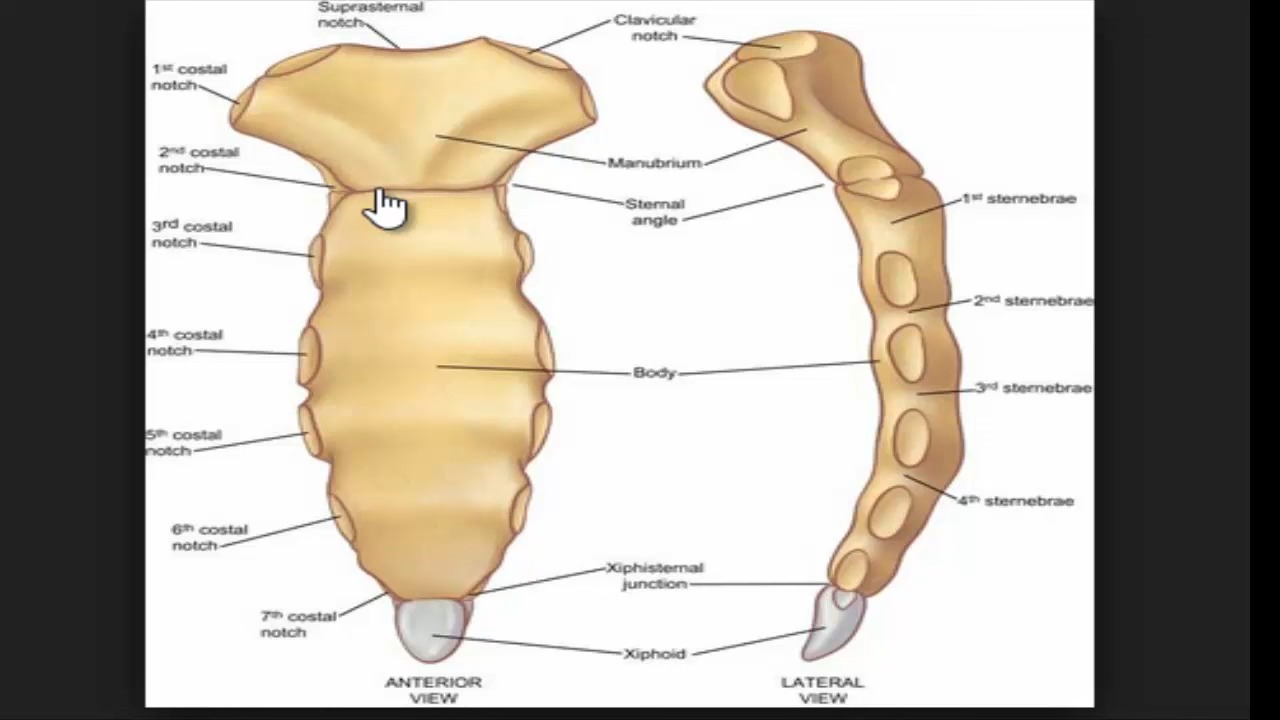 Suprasternal
notch
Clavicular
notch
1st costal
notch
2nd costal
notch
Manubrium
Sternal
angle
1st sternebrae
3rd costal
notch
2nd sternebrae
4th costal
notch
Body
3rd sternebrae
5th costal
notch
4th sternebrae
6th costal
notch
Xiphisternal
junction
7th costal
notch
Xiphoid
ANTERIOR
VIEW
LATERAL
VIEW